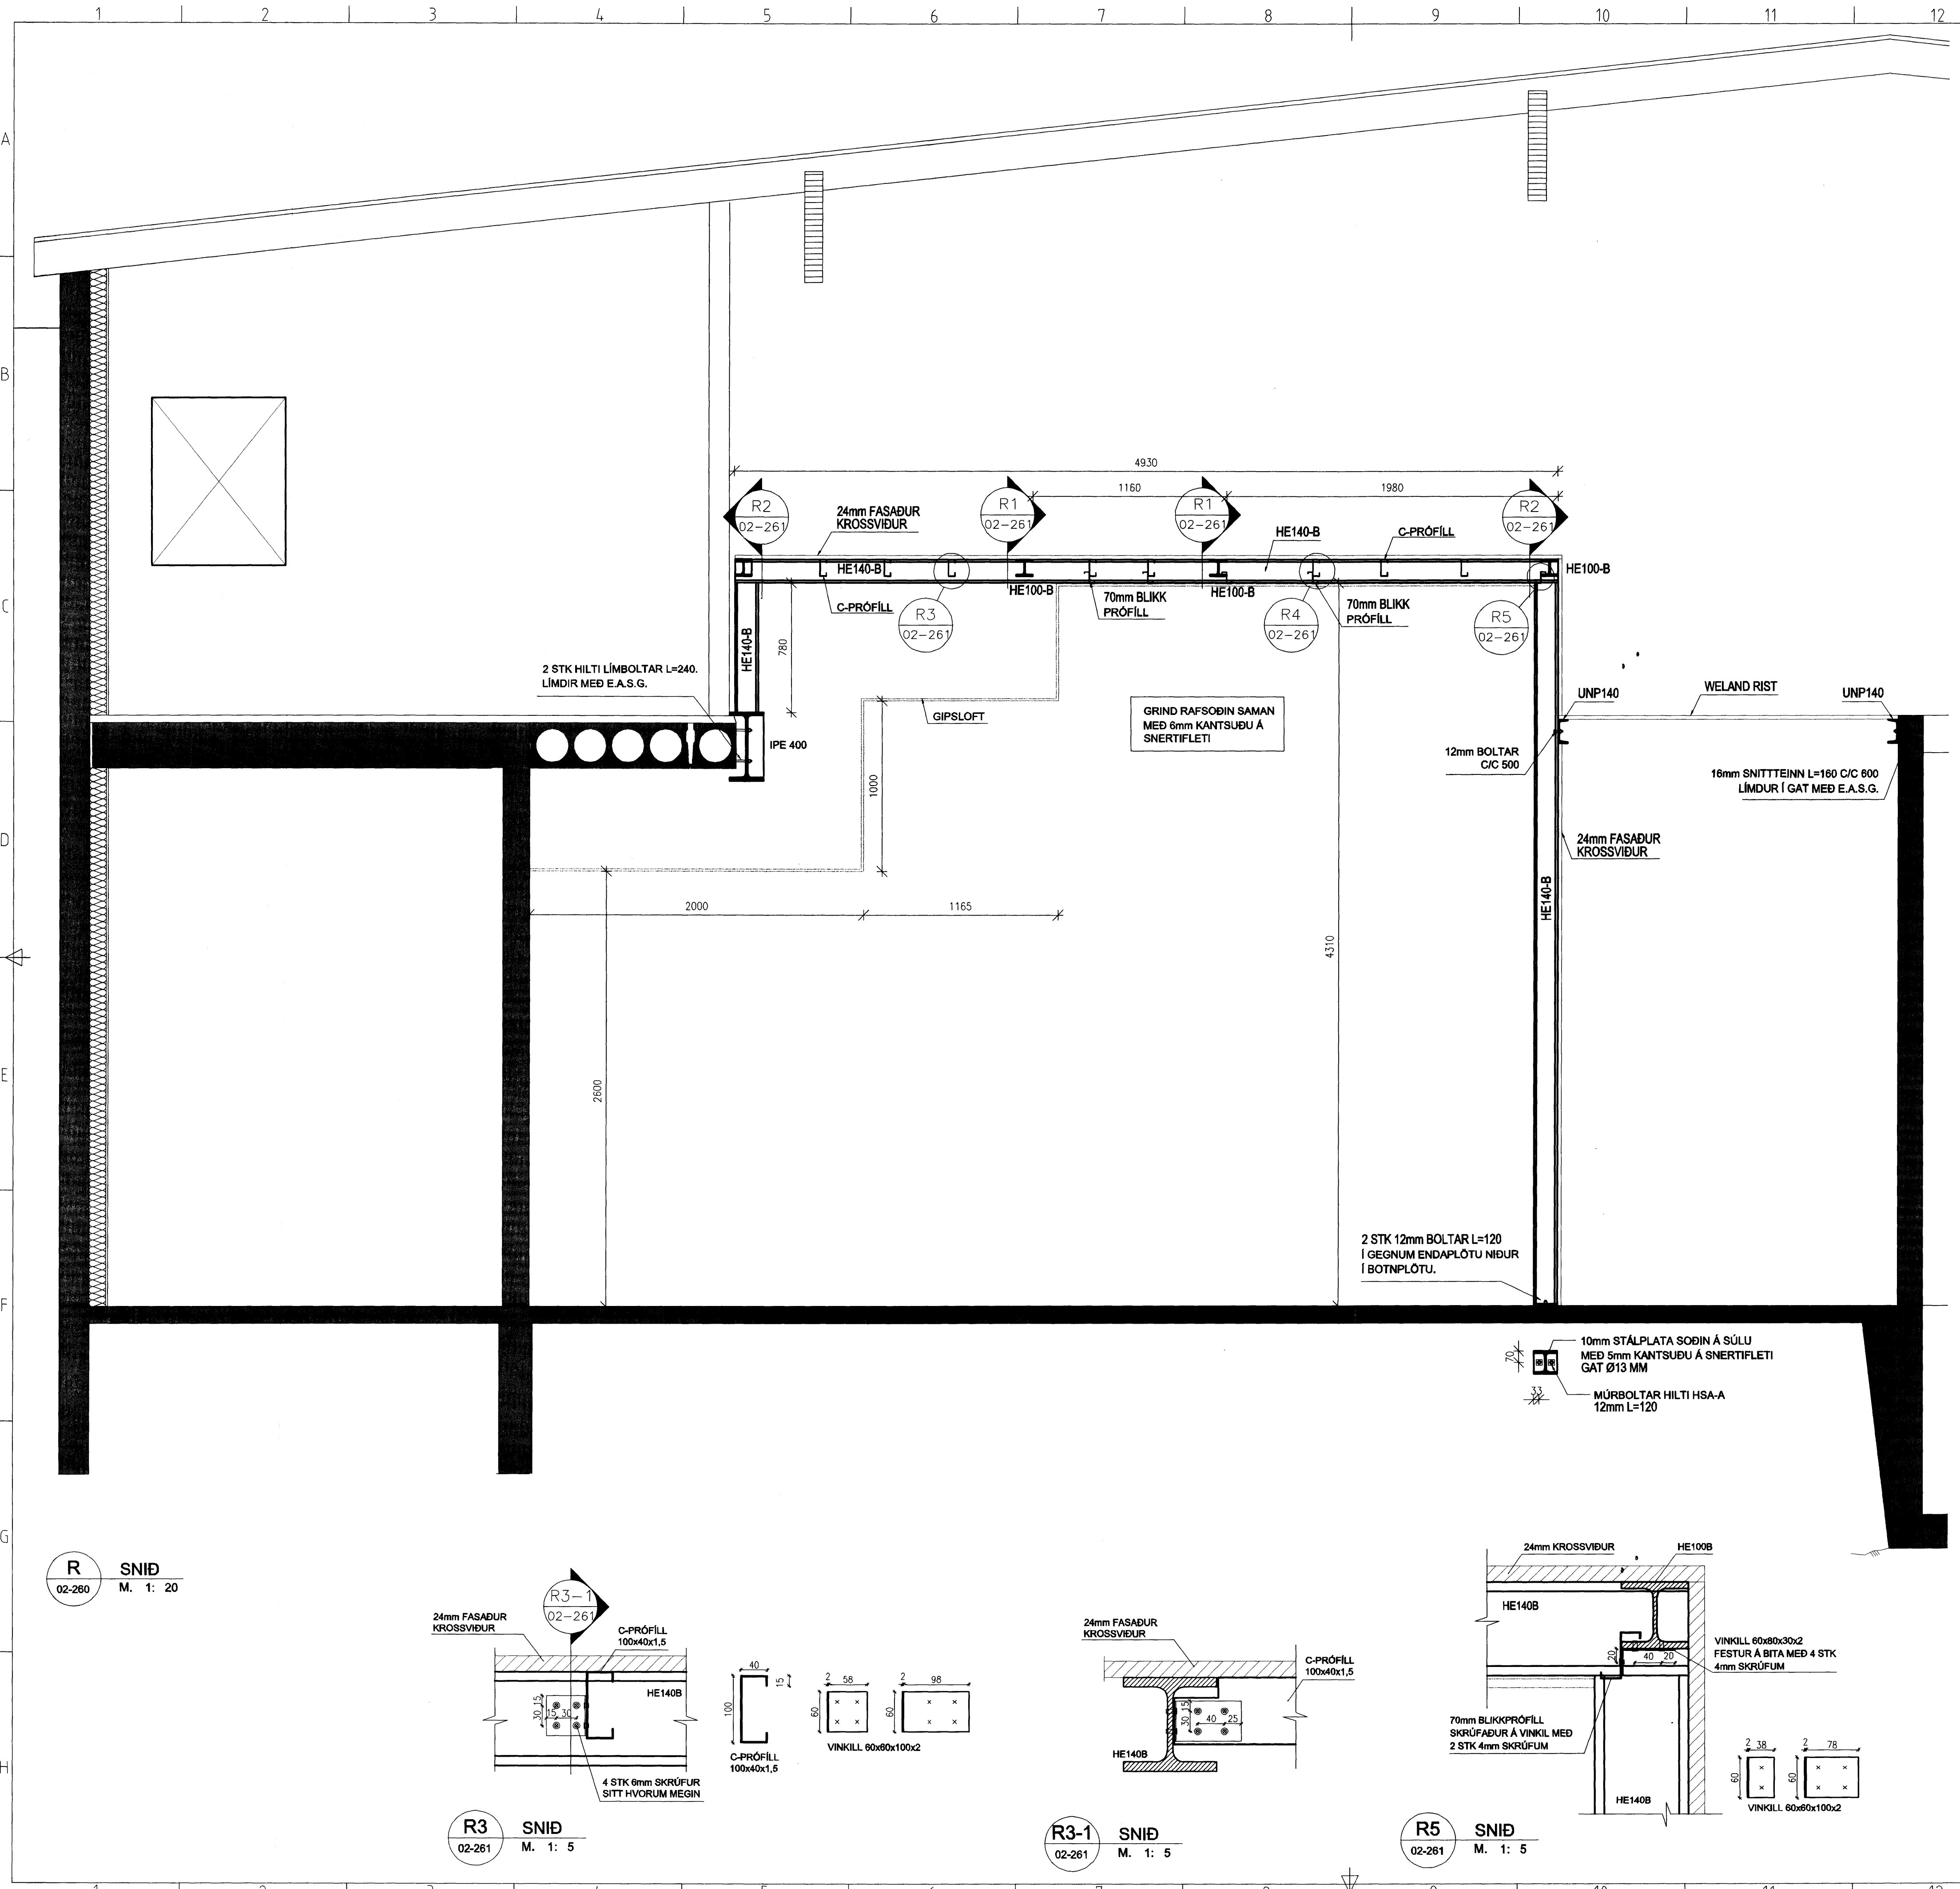 1 2 3 4 5 6 7 8 9 10 11 12
A
B
C
D
E
F
G
H
4930
1160
1980
R2
02-261
R1
02-261
R1
02-261
R2
02-261
24mm FASAÐUR
KROSSVIÐUR
HE140-B
C-PRÓFÍLL
HE140-B
HE100-B
HE100-B
HE100-B
C-PRÓFÍLL
R3
02-261
70mm BLIKK
PRÓFÍLL
R4
02-261
70mm BLIKK
PRÓFÍLL
R5
02-261
HE140-B
780
2 STK HILTI LÍMBOLTAR L=240.
LÍMDIR MEÐ E.A.S.G.
GIPSLOFT
GRIND RAFSOÐIN SAMAN
MEÐ 6mm KANTSUÐU Á
SNERTIFLETI
UNP140
WELAND RIST
UNP140
IPE 400
12mm BOLTAR
C/C 500
16mm SNITTTEINN L=160 C/C 600
LÍMDUR Í GAT MEÐ E.A.S.G.
1000
24mm FASAÐUR
KROSSVIÐUR
HE140-B
2000
1165
4310
2600
2 STK 12mm BOLTAR L=120
Í GEGNUM ENDAPLÖTU NIÐUR
Í BOTNPLÖTU.
70
33
10mm STÁLPLATA SOÐIN Á SÚLU
MEÐ 5mm KANTSUÐU Á SNERTIFLETI
GAT Ø13 MM
MÚRBOLTAR HILTI HSA-A
12mm L=120
R
02-260
SNIÐ
M. 1: 20
R3-1
02-261
24mm FASAÐUR
KROSSVIÐUR
C-PRÓFÍLL
100x40x1,5
HE140B
15
30
15 30
4 STK 6mm SKRÚFUR
SITT HVORUM MEGIN
40
15
100
C-PRÓFÍLL
100x40x1,5
2 58
60
2 98
60
VINKILL 60x60x100x2
R3
02-261
SNIÐ
M. 1: 5
24mm FASAÐUR
KROSSVIÐUR
C-PRÓFÍLL
100x40x1,5
15
30
40 25
HE140B
R3-1
02-261
SNIÐ
M. 1: 5
24mm KROSSVIÐUR
HE100B
HE140B
20
40 20
VINKILL 60x80x30x2
FESTUR Á BITA MEÐ 4 STK
4mm SKRÚFUM
70mm BLIKKPRÓFÍLL
SKRÚFAÐUR Á VINKIL MEÐ
2 STK 4mm SKRÚFUM
HE140B
2 38
60
2 78
60
VINKILL 60x60x100x2
R5
02-261
SNIÐ
M. 1: 5